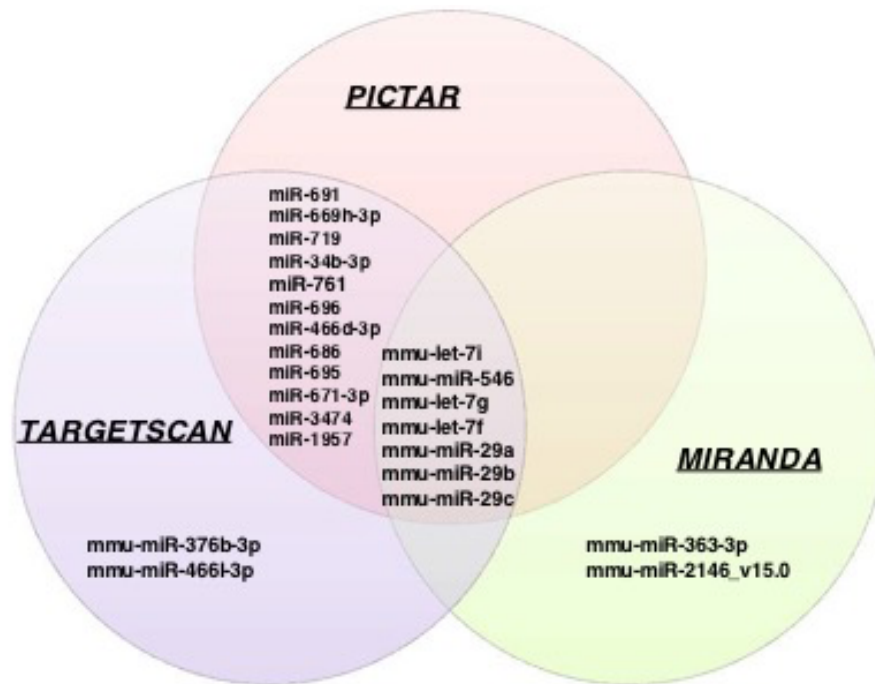 PICTAR
miR-691
miR-669h-3p
miR-719
miR-34b-3p
miR-761
miR-696
miR-466d-3p
miR-686
miR-695
miR-671-3p
miR-3474
miR-1957
mmu-let-7i
mmu-miR-546
mmu-let-7g
mmu-let-7f
mmu-miR-29a
mmu-miR-29b
mmu-miR-29c
TARGETSCAN
MIRANDA
mmu-miR-376b-3p
mmu-miR-466l-3p
mmu-miR-363-3p
mmu-miR-2146_v15.0